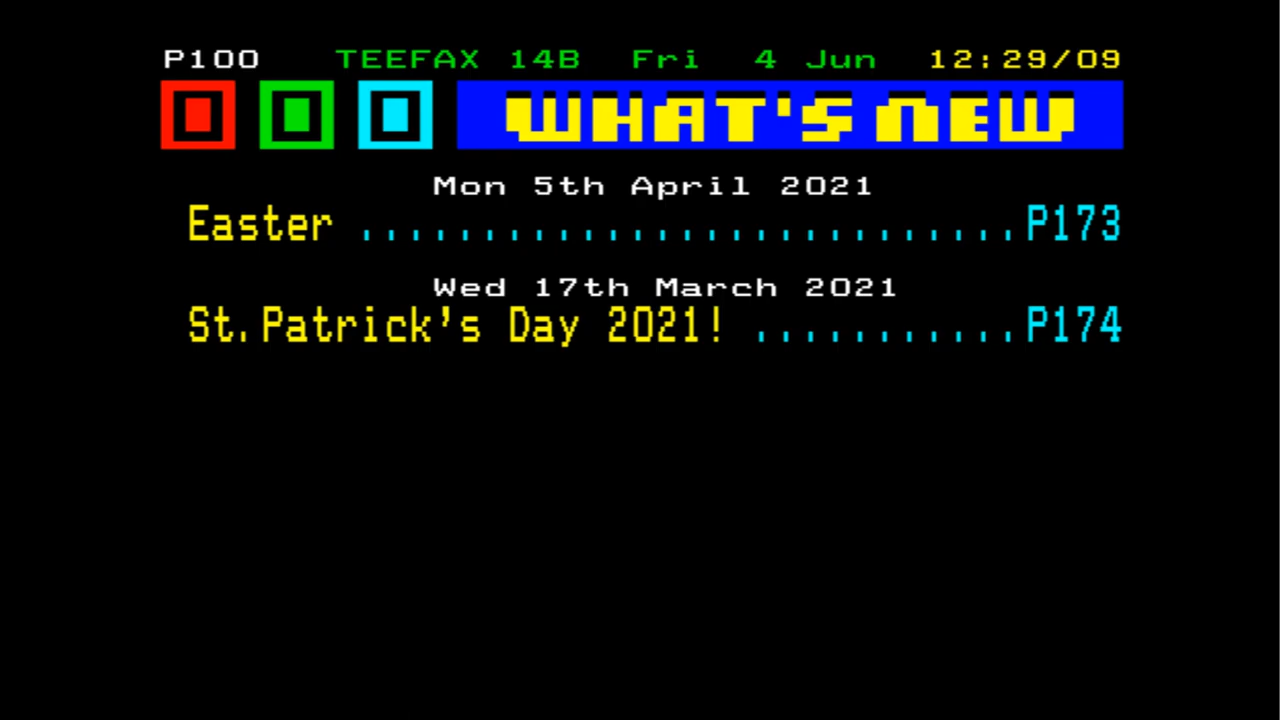 P100 TEEFAX 14B Fri 4 Jun 12:29/09
WHAT'S NEW
Mon 5th April 2021
Easter ...........................P173
Wed 17th March 2021
St.Patrick's Day 2021! ...........P174